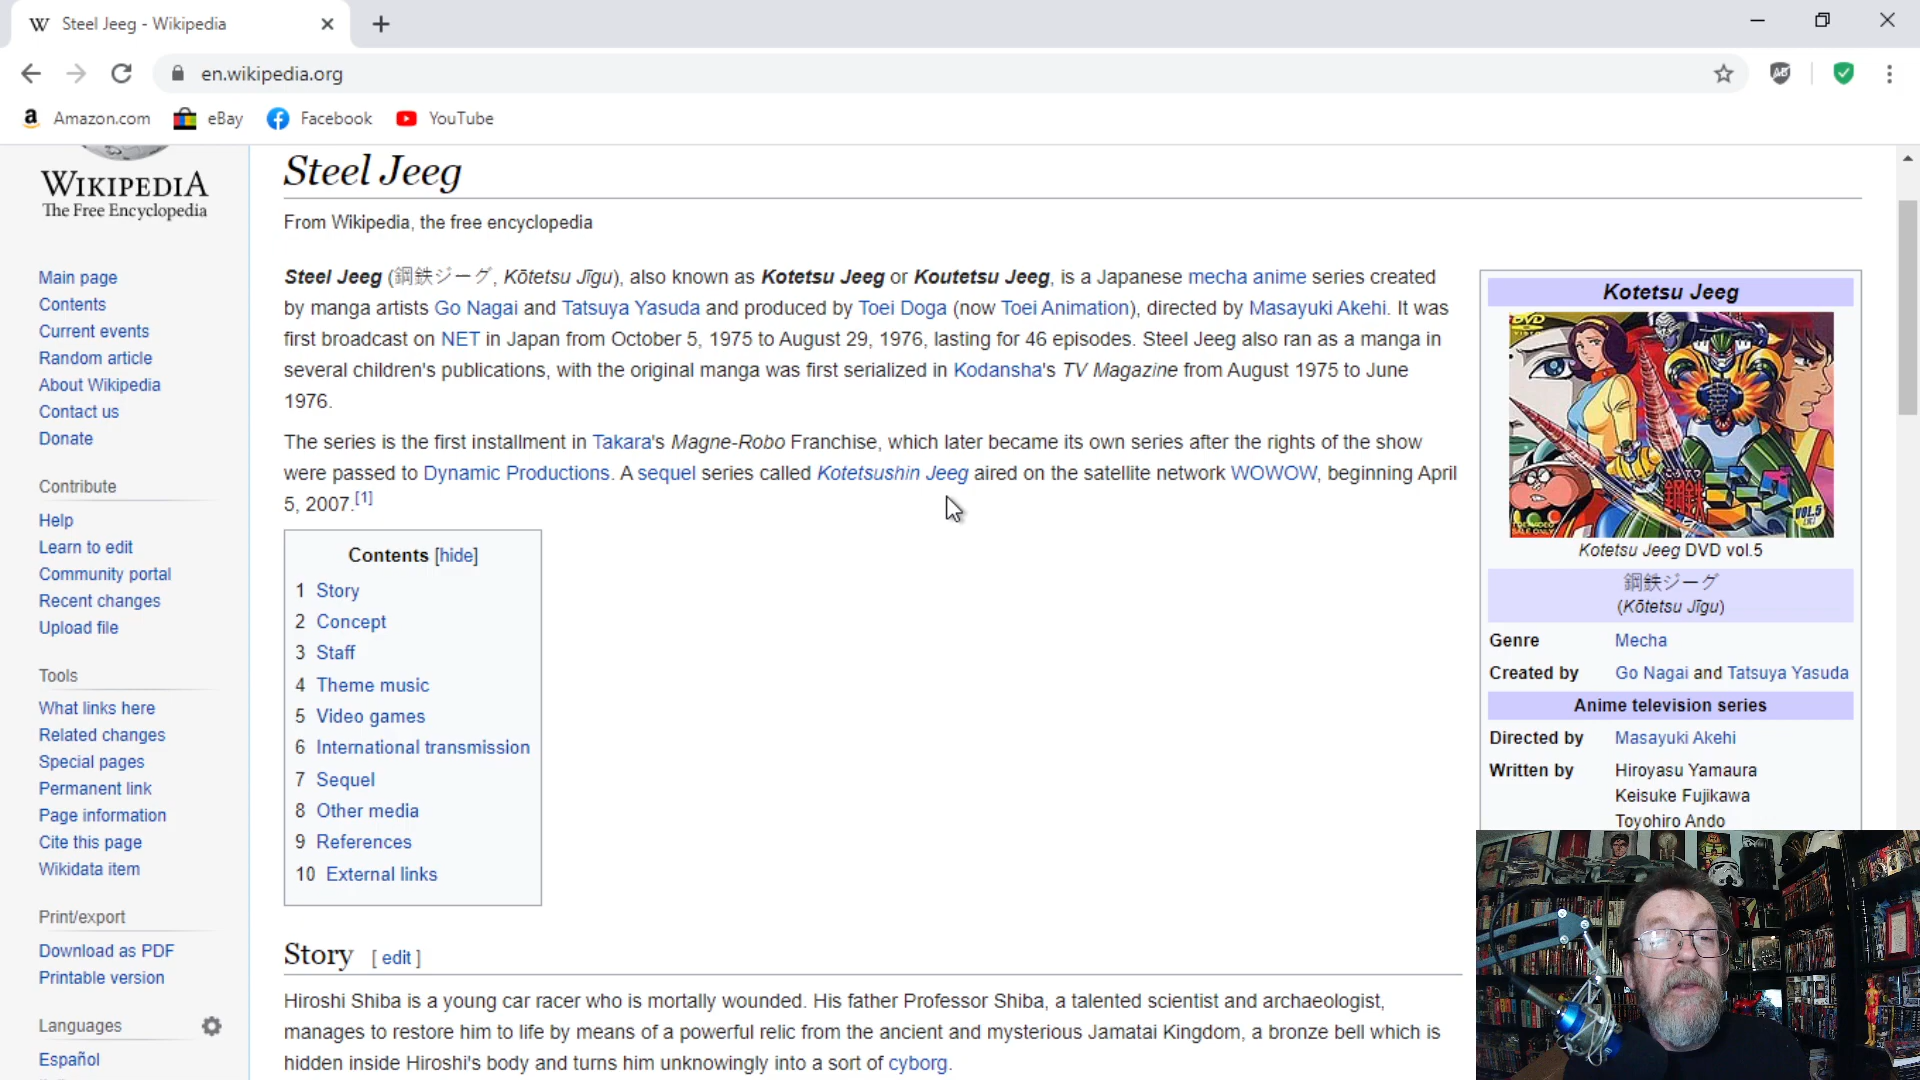 Steel Jeeg - Wikipedia
en.wikipedia.org
Amazon.com eBay Facebook YouTube
WIKIPEDIA
The Free Encyclopedia
Main page
Contents
Current events
Random article
About Wikipedia
Contact us
Donate
Contribute
Help
Learn to edit
Community portal
Recent changes
Upload file
Tools
What links here
Related changes
Special pages
Permanent link
Page information
Cite this page
Wikidata item
Print/export
Download as PDF
Printable version
Languages
Español
Steel Jeeg
From Wikipedia, the free encyclopedia
Steel Jeeg (鋼鉄ジーグ, Kōtetsu Jīgu), also known as Kotetsu Jeeg or Koutetsu Jeeg, is a Japanese mecha anime series created
by manga artists Go Nagai and Tatsuya Yasuda and produced by Toei Doga (now Toei Animation), directed by Masayuki Akehi. It was
first broadcast on NET in Japan from October 5, 1975 to August 29, 1976, lasting for 46 episodes. Steel Jeeg also ran as a manga in
several children's publications, with the original manga was first serialized in Kodansha's TV Magazine from August 1975 to June
1976.
The series is the first installment in Takara's Magne-Robo Franchise, which later became its own series after the rights of the show
were passed to Dynamic Productions. A sequel series called Kotetsushin Jeeg aired on the satellite network WOWOW, beginning April
5, 2007.[1]
Contents [hide]
1 Story
2 Concept
3 Staff
4 Theme music
5 Video games
6 International transmission
7 Sequel
8 Other media
9 References
10 External links
Story [ edit ]
Hiroshi Shiba is a young car racer who is mortally wounded. His father Professor Shiba, a talented scientist and archaeologist,
manages to restore him to life by means of a powerful relic from the ancient and mysterious Jamatai Kingdom, a bronze bell which is
hidden inside Hiroshi's body and turns him unknowingly into a sort of cyborg.
Kotetsu Jeeg
DVD
鋼鉄
VOL.5
Kotetsu Jeeg DVD vol.5
鋼鉄ジーグ
(Kōtetsu Jīgu)
Genre Mecha
Created by Go Nagai and Tatsuya Yasuda
Anime television series
Directed by Masayuki Akehi
Written by Hiroyasu Yamaura
Keisuke Fujikawa
Toyohiro Ando